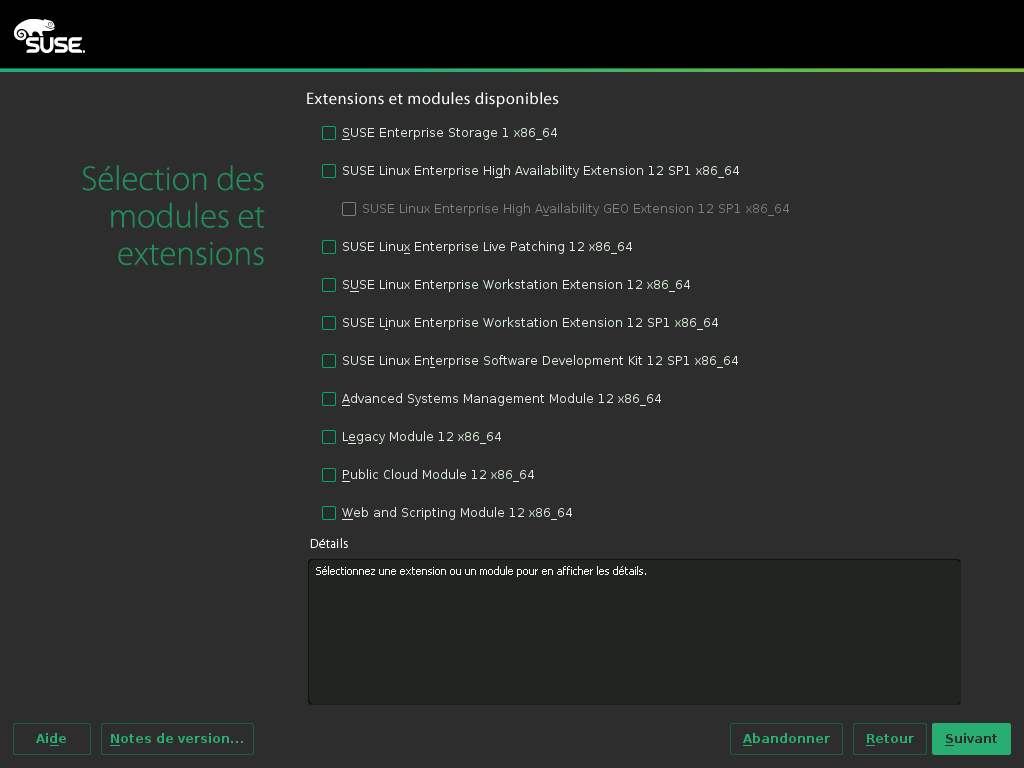 SUSE.
Sélection des
modules et
extensions
Extensions et modules disponibles
SUSE Enterprise Storage 1 x86_64
SUSE Linux Enterprise High Availability Extension 12 SP1 x86_64
SUSE Linux Enterprise High Availability GEO Extension 12 SP1 x86_64
SUSE Linux Enterprise Live Patching 12 x86_64
SUSE Linux Enterprise Workstation Extension 12 x86_64
SUSE Linux Enterprise Workstation Extension 12 SP1 x86_64
SUSE Linux Enterprise Software Development Kit 12 SP1 x86_64
Advanced Systems Management Module 12 x86_64
Legacy Module 12 x86_64
Public Cloud Module 12 x86_64
Web and Scripting Module 12 x86_64
Détails
Sélectionnez une extension ou un module pour en afficher les détails.
Aide
Notes de version...
Abandonner
Retour
Suivant